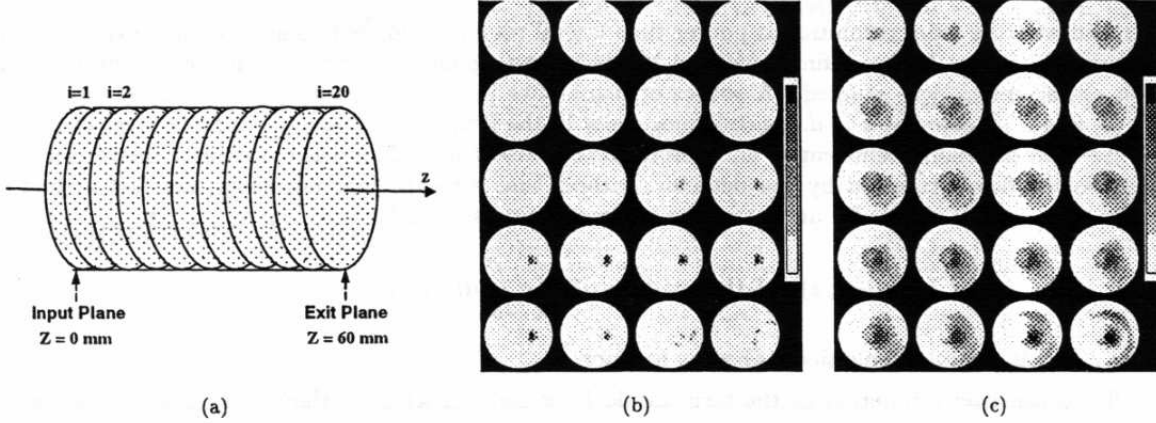 i=1 i=2 i=20
z
Input Plane
Z = 0 mm
Exit Plane
Z = 60 mm
(a)
(b)
(c)